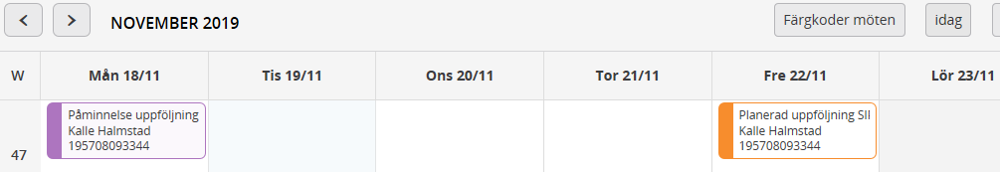 NOVEMBER 2019
Färgkoder möten
idag
W
Mån 18/11
Tis 19/11
Ons 20/11
Tor 21/11
Fre 22/11
Lör 23/11
47
Påminnelse uppföljning
Kalle Halmstad
195708093344
Planerad uppföljning SII
Kalle Halmstad
195708093344